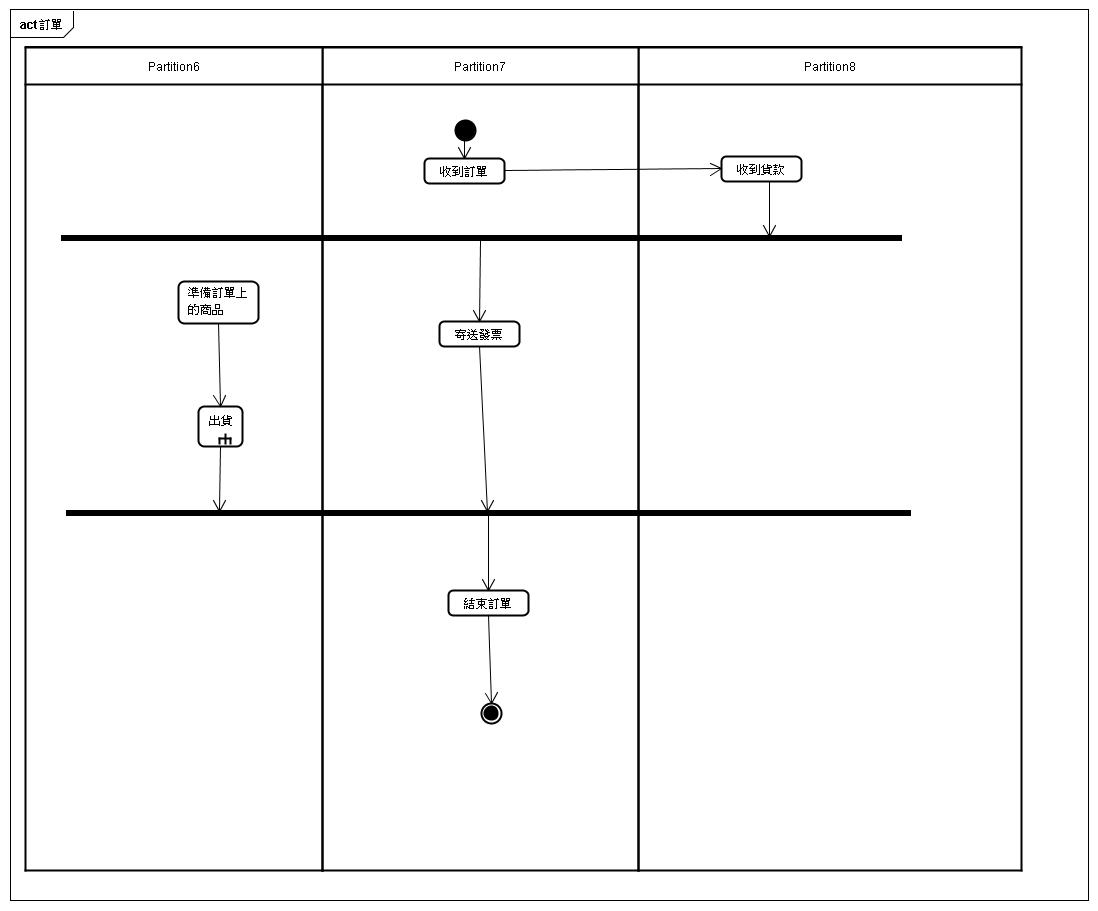 act 訂單
Partition6
Partition7
Partition8
收到訂單
收到貨款
準備訂單上
的商品
寄送發票
出貨
結束訂單